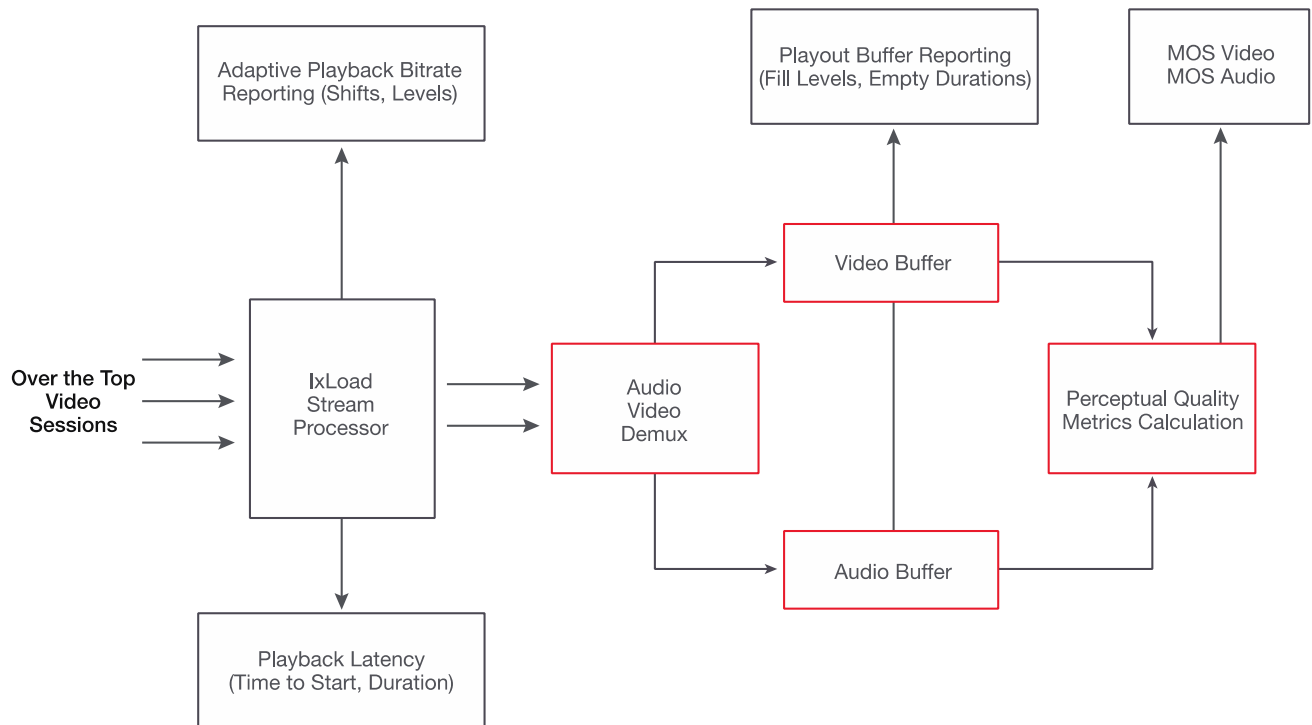 Adaptive Playback Bitrate
Reporting (Shifts, Levels)
Playout Buffer Reporting
(Fill Levels, Empty Durations)
MOS Video
MOS Audio
Video Buffer
Over the Top
Video
Sessions
IxLoad
Stream
Processor
Audio
Video
Demux
Perceptual Quality
Metrics Calculation
Audio Buffer
Playback Latency
(Time to Start, Duration)